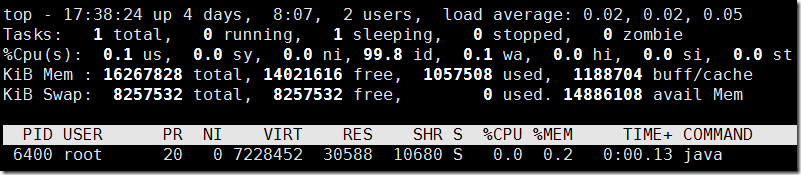 top - 17:38:24 up 4 days,  8:07,  2 users,  load average: 0.02, 0.02, 0.05
Tasks:   1 total,   0 running,   1 sleeping,   0 stopped,   0 zombie
%Cpu(s):  0.1 us,  0.0 sy,  0.0 ni, 99.8 id,  0.1 wa,  0.0 hi,  0.0 si,  0.0 st
KiB Mem : 16267828 total, 14021616 free,  1057508 used,  1188704 buff/cache
KiB Swap:  8257532 total,  8257532 free,        0 used. 14886108 avail Mem
PID USER      PR  NI    VIRT    RES    SHR S  %CPU %MEM     TIME+ COMMAND
6400 root      20   0 7228452  30588  10680 S   0.0  0.2   0:00.13 java